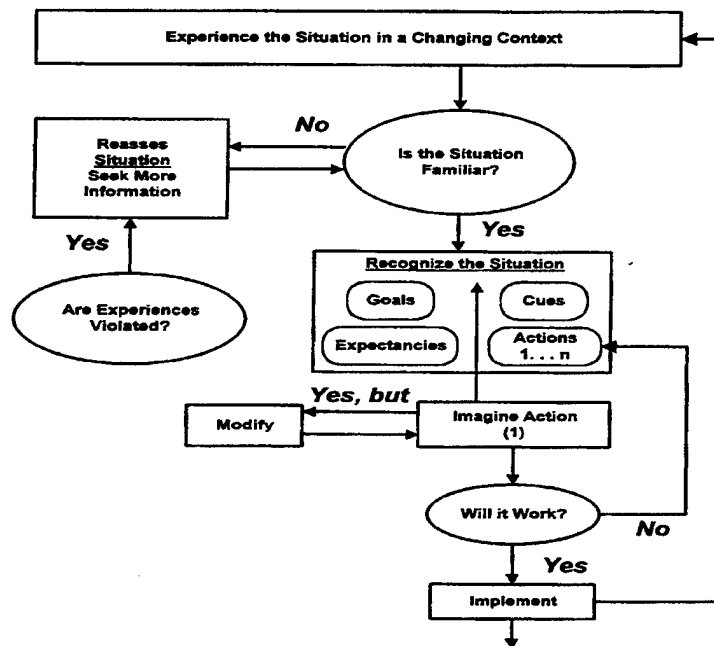 Experience the Situation in a Changing Context
No
Reasses
Situation
Seek More
Information
Is the Situation
Familiar?
Yes
Yes
Are Experiences
Violated?
Recognize the Situation
Goals
Cues
Expectancies
Actions
1. . . n
Yes, but
Modify
Imagine Action
(1)
Will it Work?
No
Yes
Implement